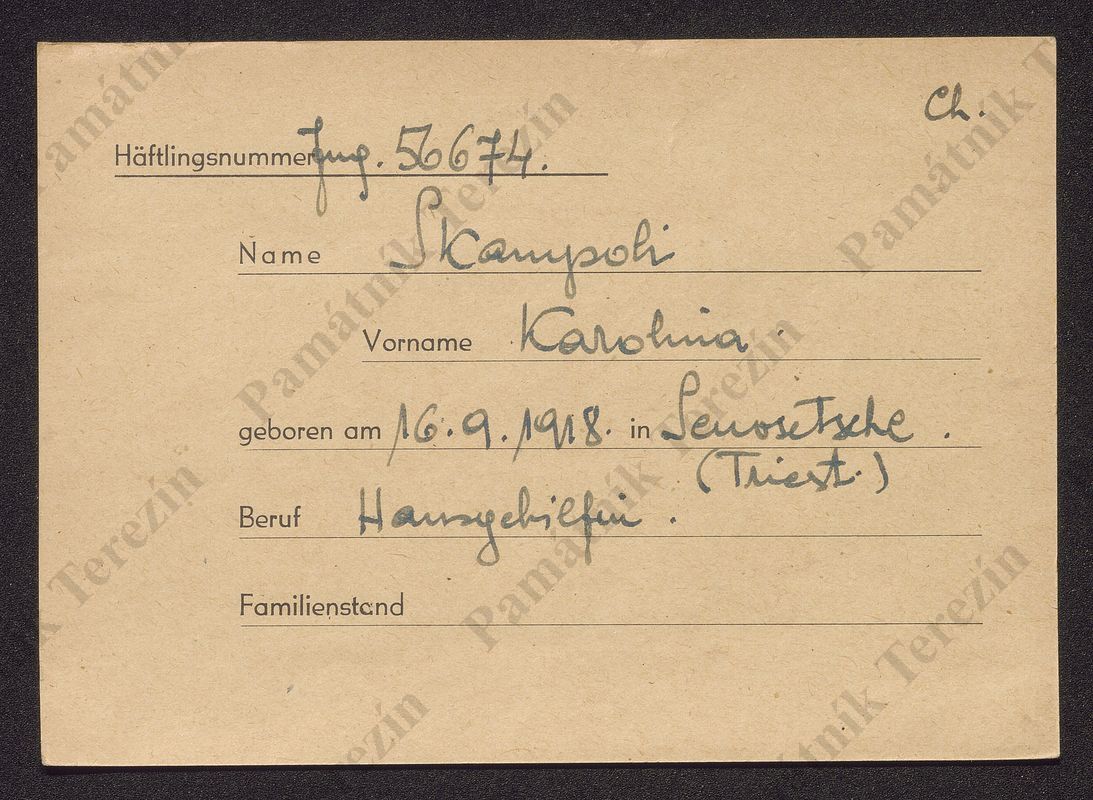 Ch.
Häftlingsnummer Jug. 56674.
Name Skampoli
Vorname Karolina.
geboren am 16. 9. 1918. in Senosetsche.
(Triest.)
Beruf Hausgehilfin.
Familienstand
Památník Terezín